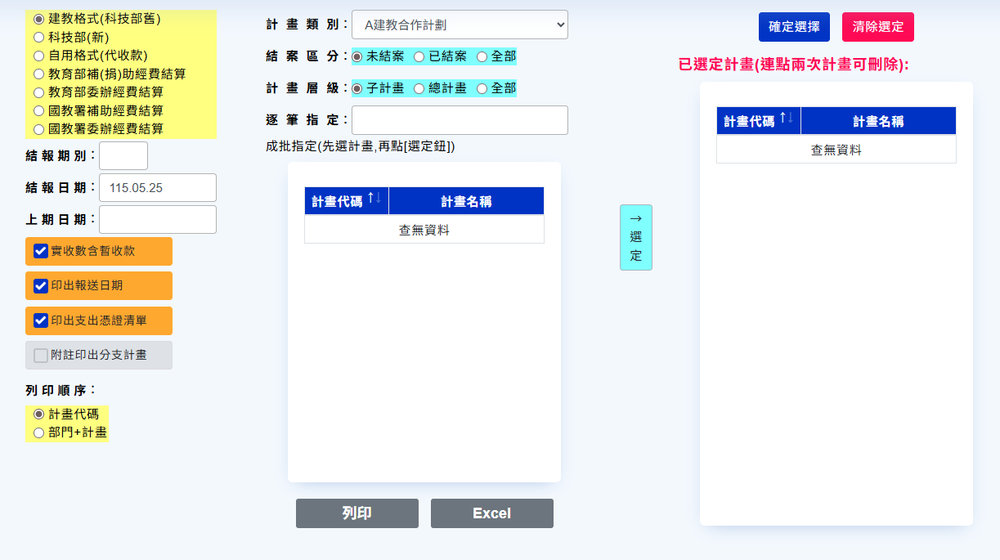 建教格式(科技部舊)
科技部(新)
自用格式(代收款)
教育部補(捐)助經費結算
教育部委辦經費結算
國教署補助經費結算
國教署委辦經費結算
結報期別：
結報日期：115.05.25
上期日期：
實收數含暫收款
印出報送日期
印出支出憑證清單
附註印出分支計畫
列印順序：
計畫代碼
部門+計畫
計畫類別：A建教合作計劃
結案區分：未結案 已結案 全部
計畫層級：子計畫 總計畫 全部
逐筆指定：
成批指定(先選計畫,再點[選定鈕])
計畫代碼↑↓ 計畫名稱
查無資料
列印 Excel
→
選
定
確定選擇 清除選定
已選定計畫(連點兩次計畫可刪除):
計畫代碼↑↓ 計畫名稱
查無資料